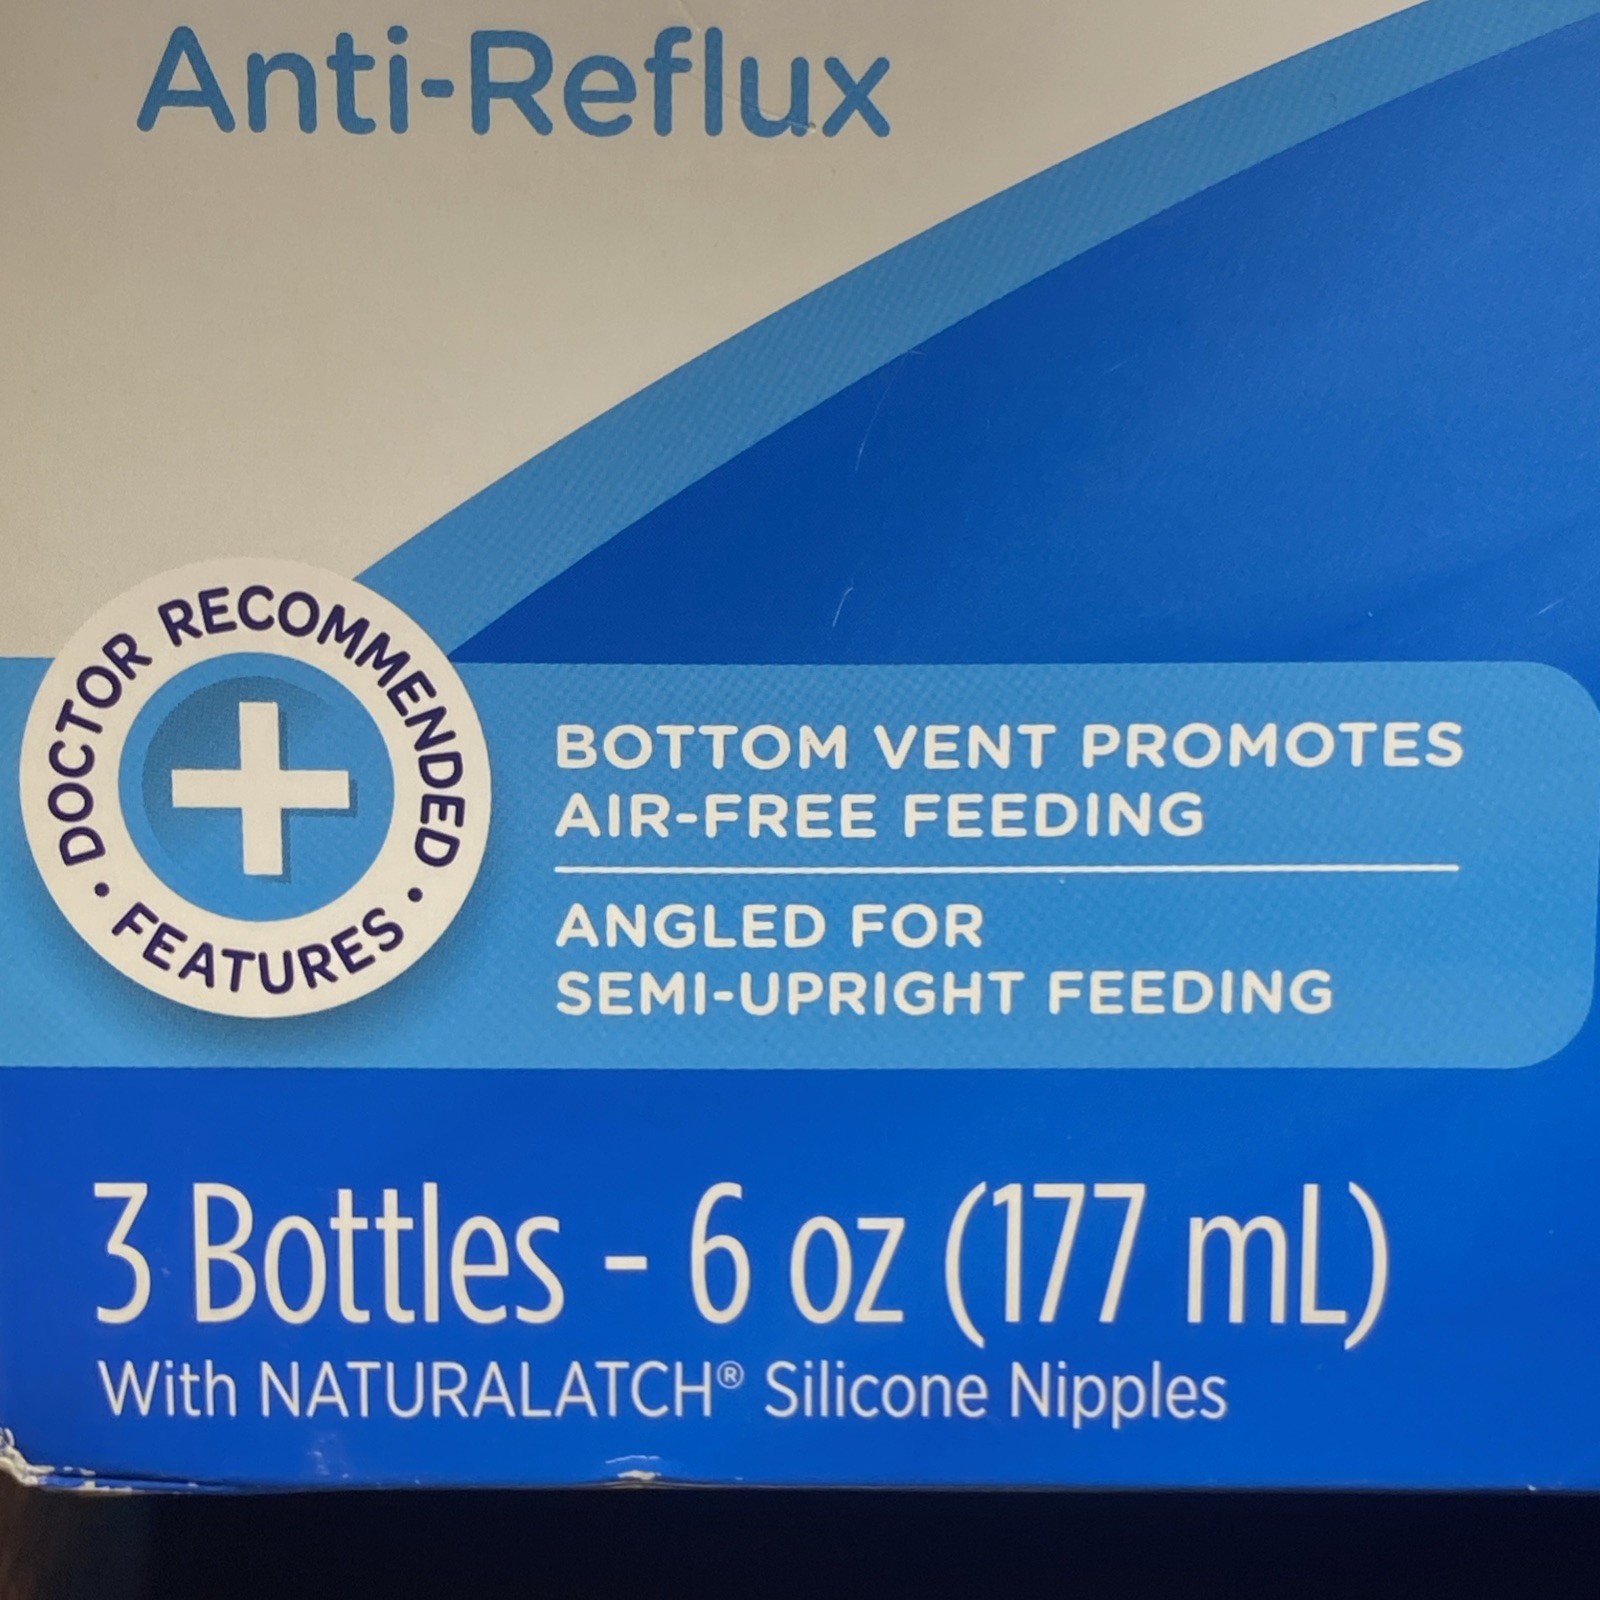 Anti-Reflux
DOCTOR RECOMMENDED
• FEATURES •
BOTTOM VENT PROMOTES
AIR-FREE FEEDING
ANGLED FOR
SEMI-UPRIGHT FEEDING
3 Bottles - 6 oz (177 mL)
With NATURALATCH® Silicone Nipples